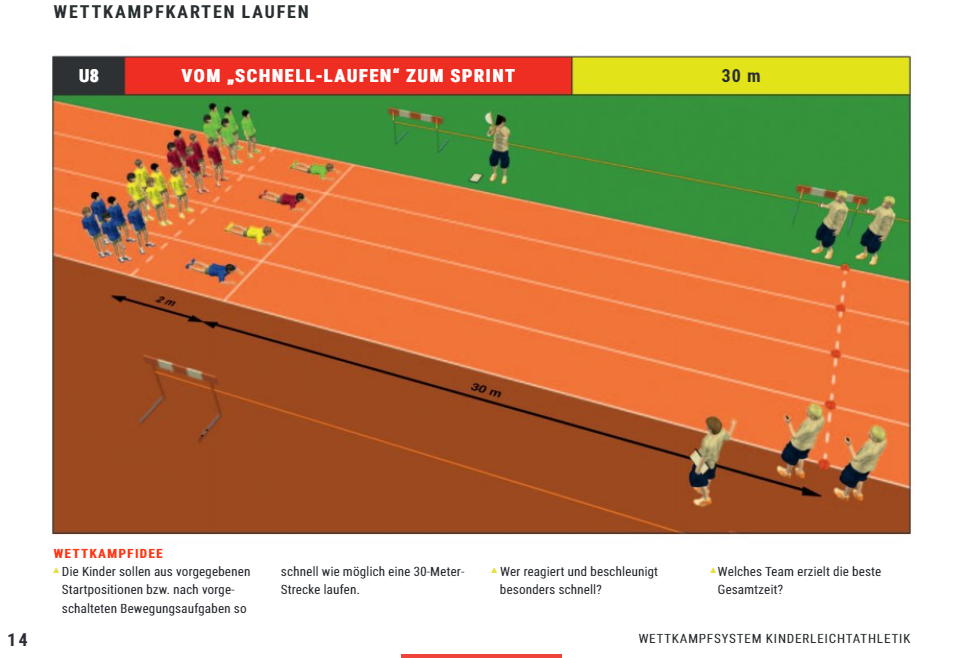 WETTKAMPFKARTEN LAUFEN
U8 VOM „SCHNELL-LAUFEN“ ZUM SPRINT 30 m
2 m
30 m
WETTKAMPFIDEE
Die Kinder sollen aus vorgegebenen
Startpositionen bzw. nach vorge-
schalteten Bewegungsaufgaben so
schnell wie möglich eine 30-Meter-
Strecke laufen.
Wer reagiert und beschleunigt
besonders schnell?
Welches Team erzielt die beste
Gesamtzeit?
14
WETTKAMPFSYSTEM KINDERLEICHTATHLETIK